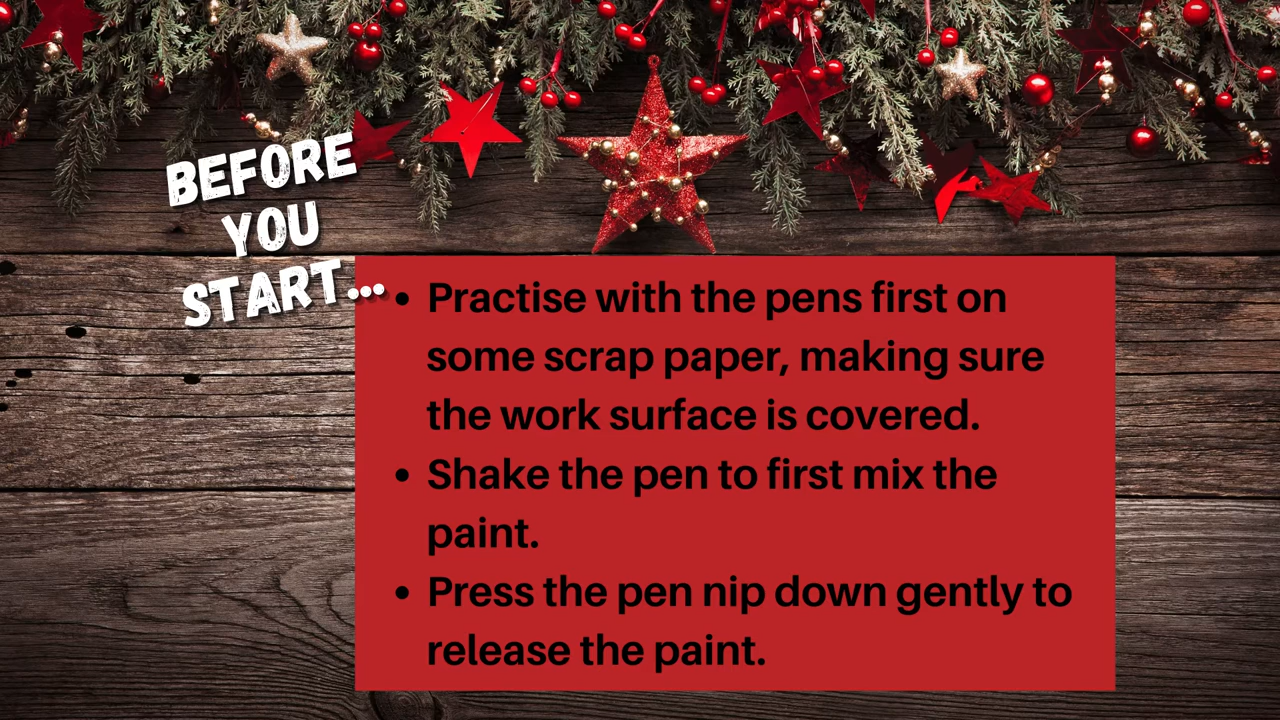 BEFORE
YOU
START...
• Practise with the pens first on
some scrap paper, making sure
the work surface is covered.
• Shake the pen to first mix the
paint.
• Press the pen nip down gently to
release the paint.